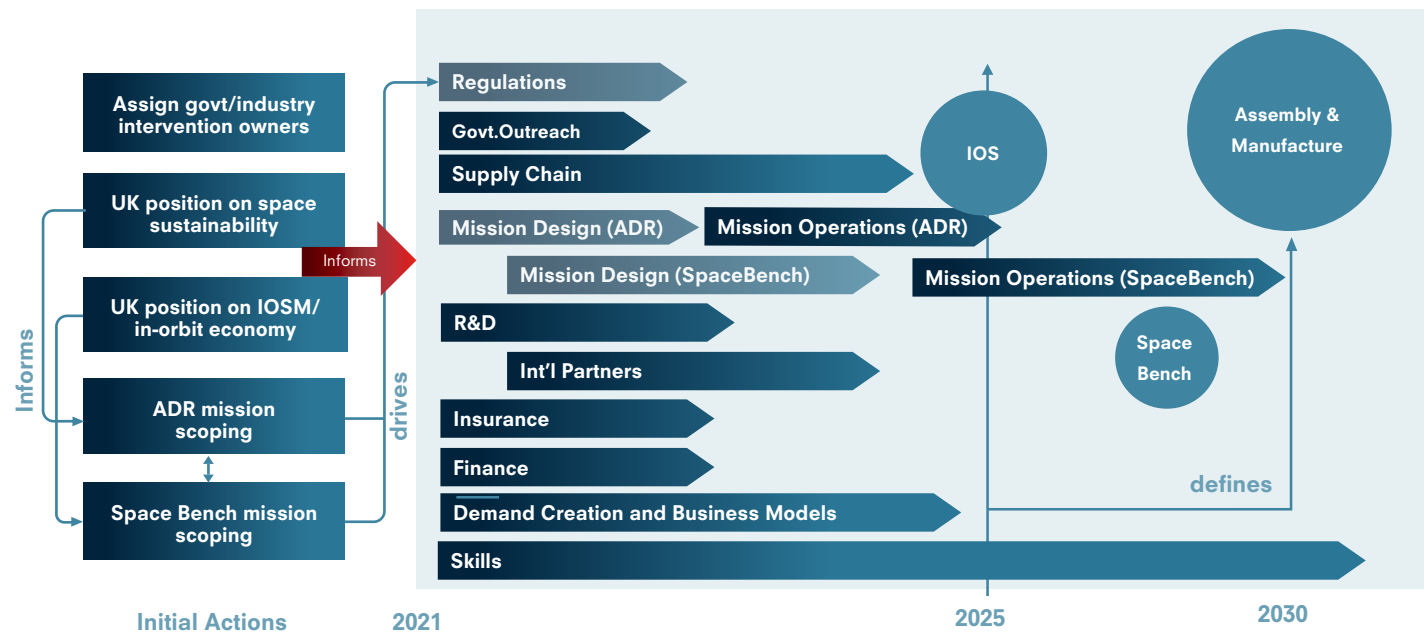 Assign govt/industry
intervention owners
UK position on space
sustainability
Informs
UK position on IOSM/
in-orbit economy
Informs
ADR mission
scoping
drives
Space Bench mission
scoping
Initial Actions
Regulations
Govt.Outreach
Supply Chain
Mission Design (ADR)
Mission Operations (ADR)
Mission Design (SpaceBench)
Mission Operations (SpaceBench)
R&D
Int'l Partners
Insurance
Finance
Demand Creation and Business Models
Skills
IOS
Assembly &
Manufacture
Space
Bench
defines
2021
2025
2030